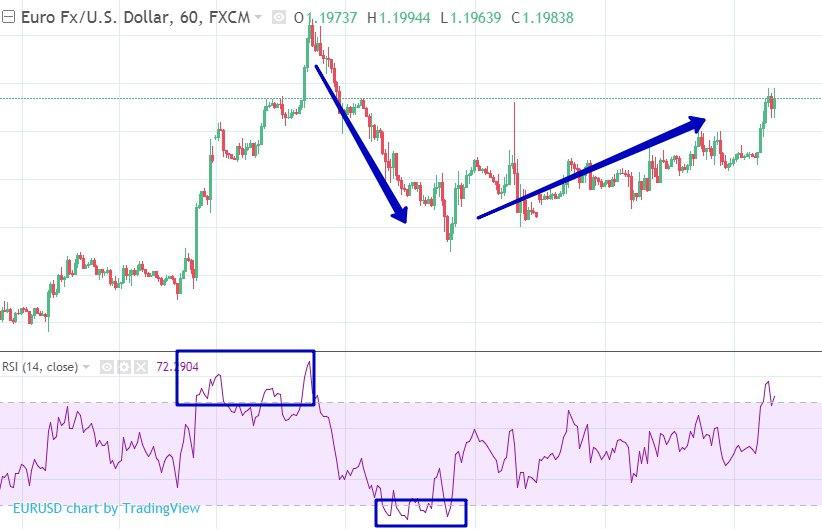 Euro Fx/U.S. Dollar, 60, FXCM O1.19737 H1.19944 L1.19639 C1.19838
RSI (14, close) 72.2904
EURUSD chart by TradingView